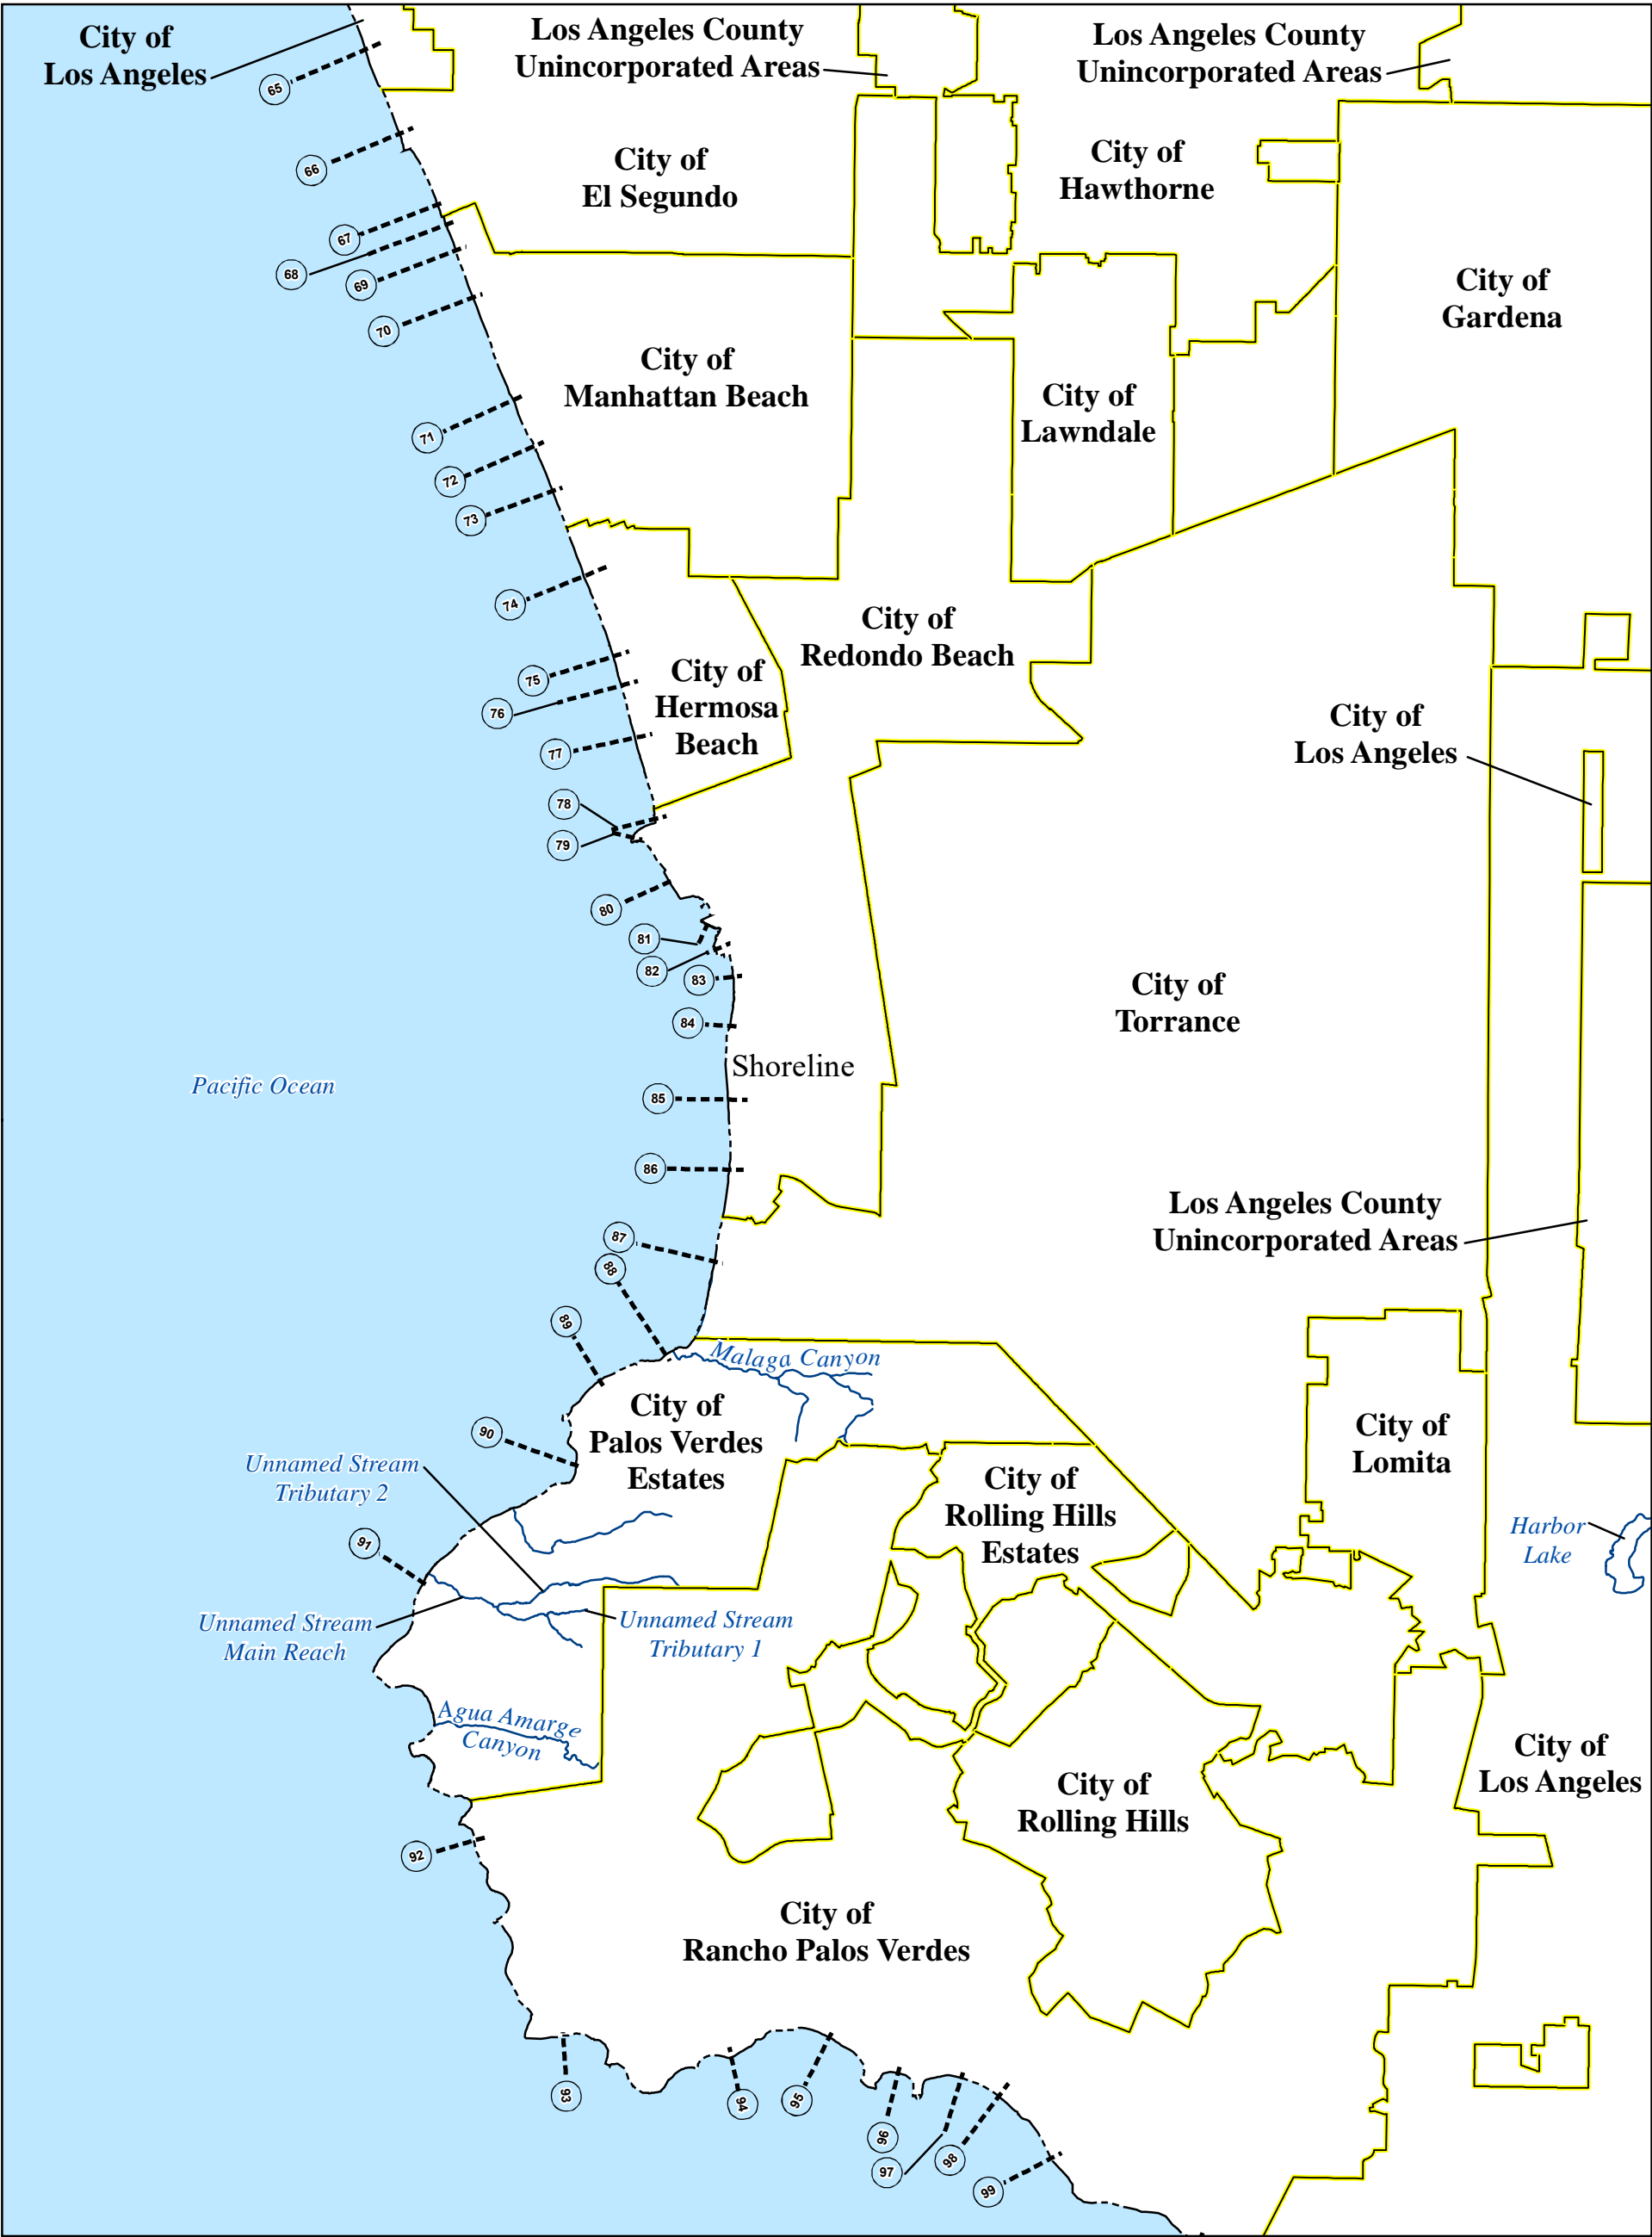 City of
Los Angeles
Los Angeles County
Unincorporated Areas
Los Angeles County
Unincorporated Areas
65
66
City of
El Segundo
City of
Hawthorne
67
68
69
70
City of
Gardena
City of
Manhattan Beach
City of
Lawndale
71
72
73
74
City of
Redondo Beach
75
76
77
City of
Hermosa
Beach
City of
Los Angeles
78
79
80
81
82
83
84
City of
Torrance
Shoreline
Pacific Ocean
85
86
Los Angeles County
Unincorporated Areas
87
88
89
Malaga Canyon
City of
Palos Verdes
Estates
90
City of
Lomita
Unnamed Stream
Tributary 2
City of
Rolling Hills
Estates
91
Harbor
Lake
Unnamed Stream
Main Reach
Unnamed Stream
Tributary 1
Agua Amarge
Canyon
City of
Los Angeles
City of
Rolling Hills
92
City of
Rancho Palos Verdes
93
94
95
96
97
98
99